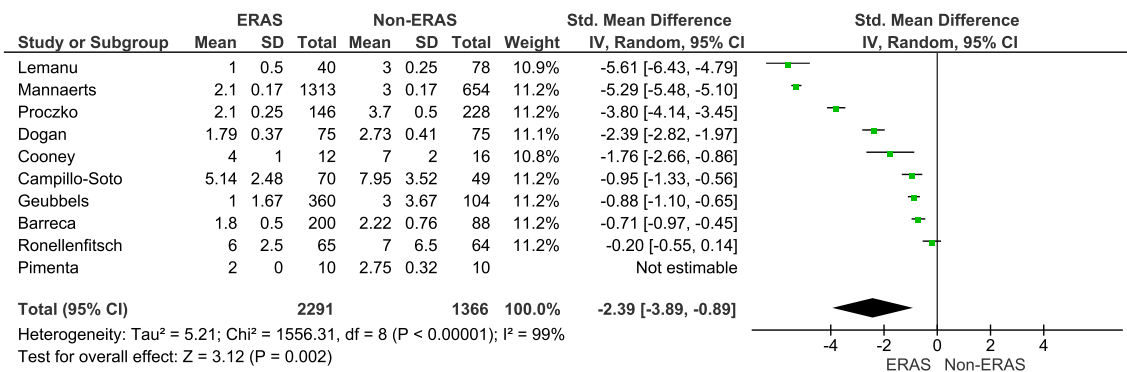 ERAS Non-ERAS Std. Mean Difference Std. Mean Difference
Study or Subgroup Mean SD Total Mean SD Total Weight IV, Random, 95% CI IV, Random, 95% CI
Lemanu 1 0.5 40 3 0.25 78 10.9% -5.61 [-6.43, -4.79]
Mannaerts 2.1 0.17 1313 3 0.17 654 11.2% -5.29 [-5.48, -5.10]
Proczko 2.1 0.25 146 3.7 0.5 228 11.2% -3.80 [-4.14, -3.45]
Dogan 1.79 0.37 75 2.73 0.41 75 11.1% -2.39 [-2.82, -1.97]
Cooney 4 1 12 7 2 16 10.8% -1.76 [-2.66, -0.86]
Campillo-Soto 5.14 2.48 70 7.95 3.52 49 11.2% -0.95 [-1.33, -0.56]
Geubbels 1 1.67 360 3 3.67 104 11.2% -0.88 [-1.10, -0.65]
Barreca 1.8 0.5 200 2.22 0.76 88 11.2% -0.71 [-0.97, -0.45]
Ronellenfitsch 6 2.5 65 7 6.5 64 11.2% -0.20 [-0.55, 0.14]
Pimenta 2 0 10 2.75 0.32 10 Not estimable
Total (95% CI) 2291 1366 100.0% -2.39 [-3.89, -0.89]
Heterogeneity: Tau² = 5.21; Chi² = 1556.31, df = 8 (P < 0.00001); I² = 99%
Test for overall effect: Z = 3.12 (P = 0.002)
-4 -2 0 2 4
ERAS Non-ERAS